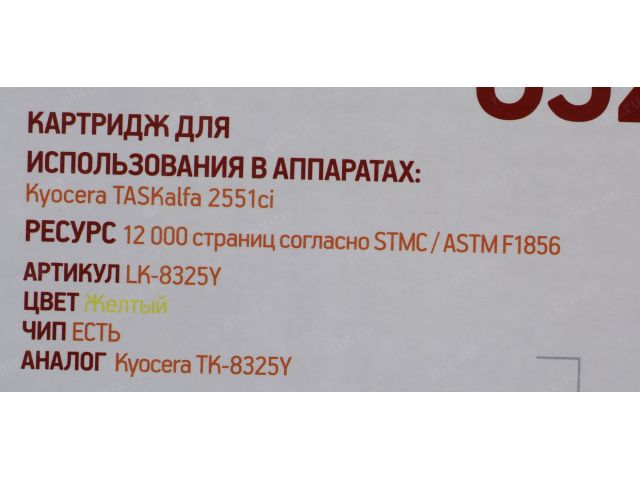 КАРТРИДЖ ДЛЯ
ИСПОЛЬЗОВАНИЯ В АППАРАТАХ:
Kyocera TASKalfa 2551ci
РЕСУРС 12 000 страниц согласно STMC / ASTM F1856
АРТИКУЛ LK-8325Y
ЦВЕТ Желтый
ЧИП ЕСТЬ
АНАЛОГ Kyocera TK-8325Y